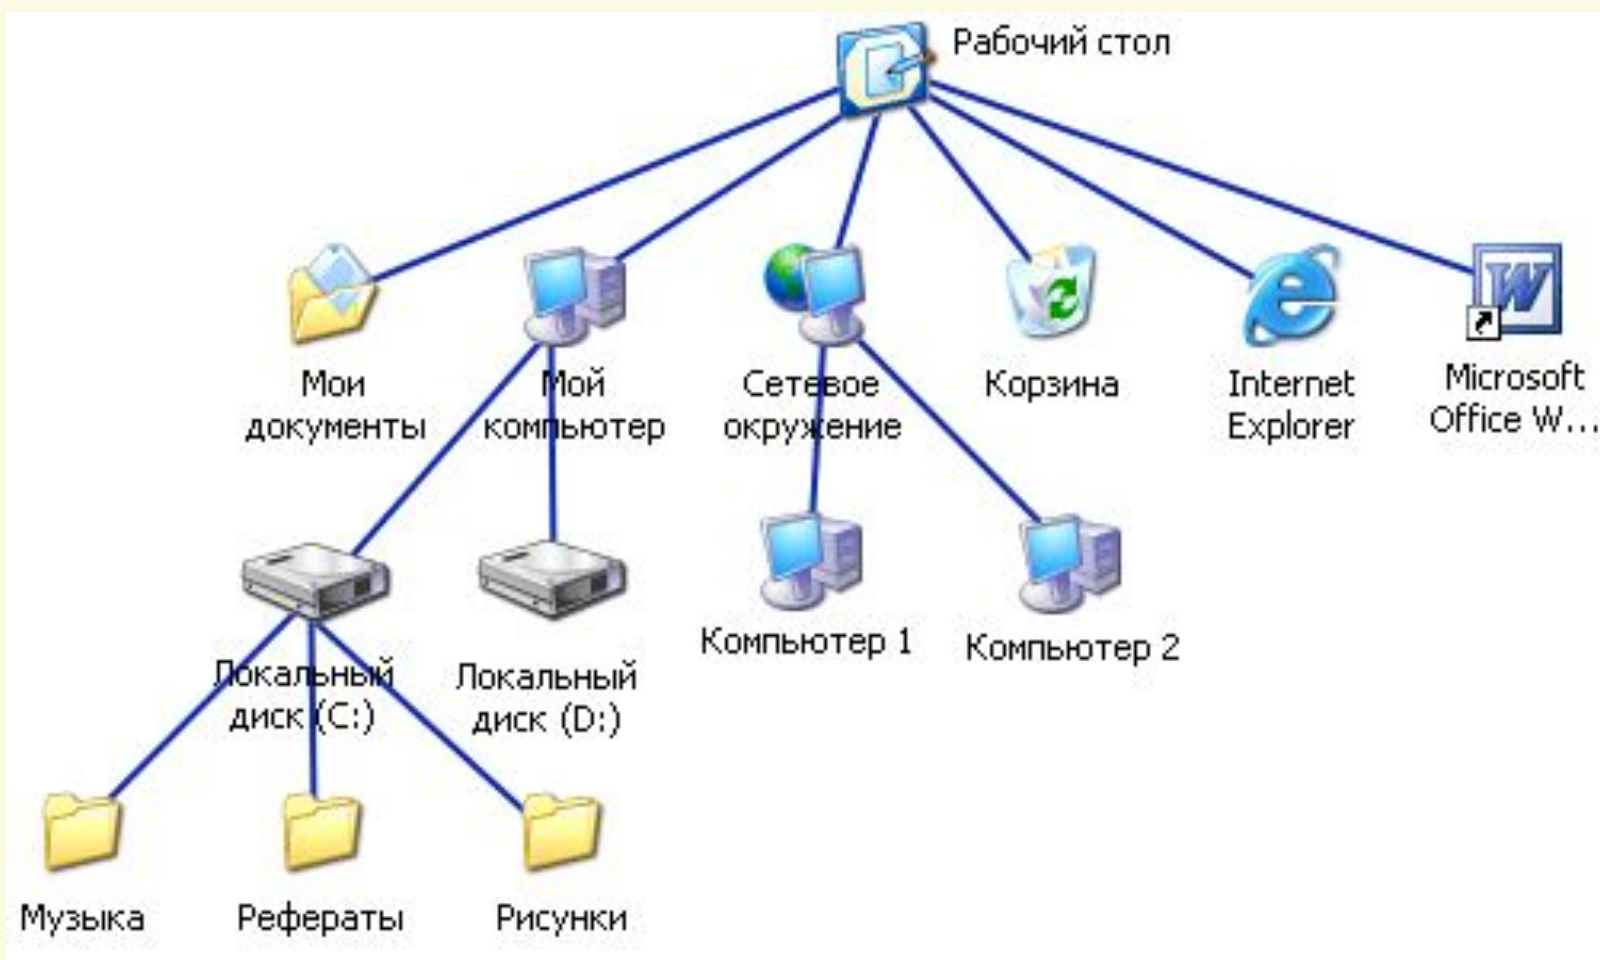 Рабочий стол
Мои
документы
Мой
компьютер
Сетевое
окружение
Корзина
Internet
Explorer
Microsoft
Office W...
Локальный
диск (C:)
Локальный
диск (D:)
Компьютер 1
Компьютер 2
Музыка
Рефераты
Рисунки